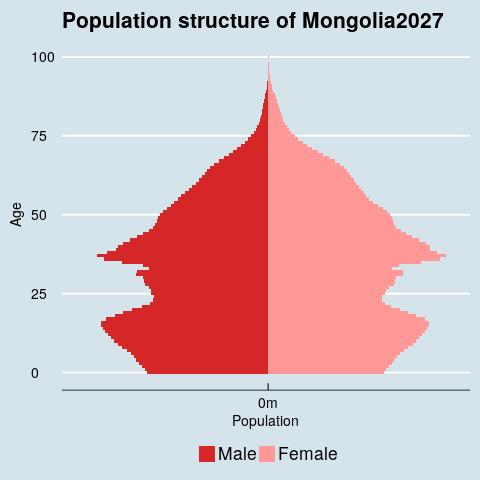 Population structure of Mongolia2027
100
75
50
25
0
Age
0m
Population
Male Female